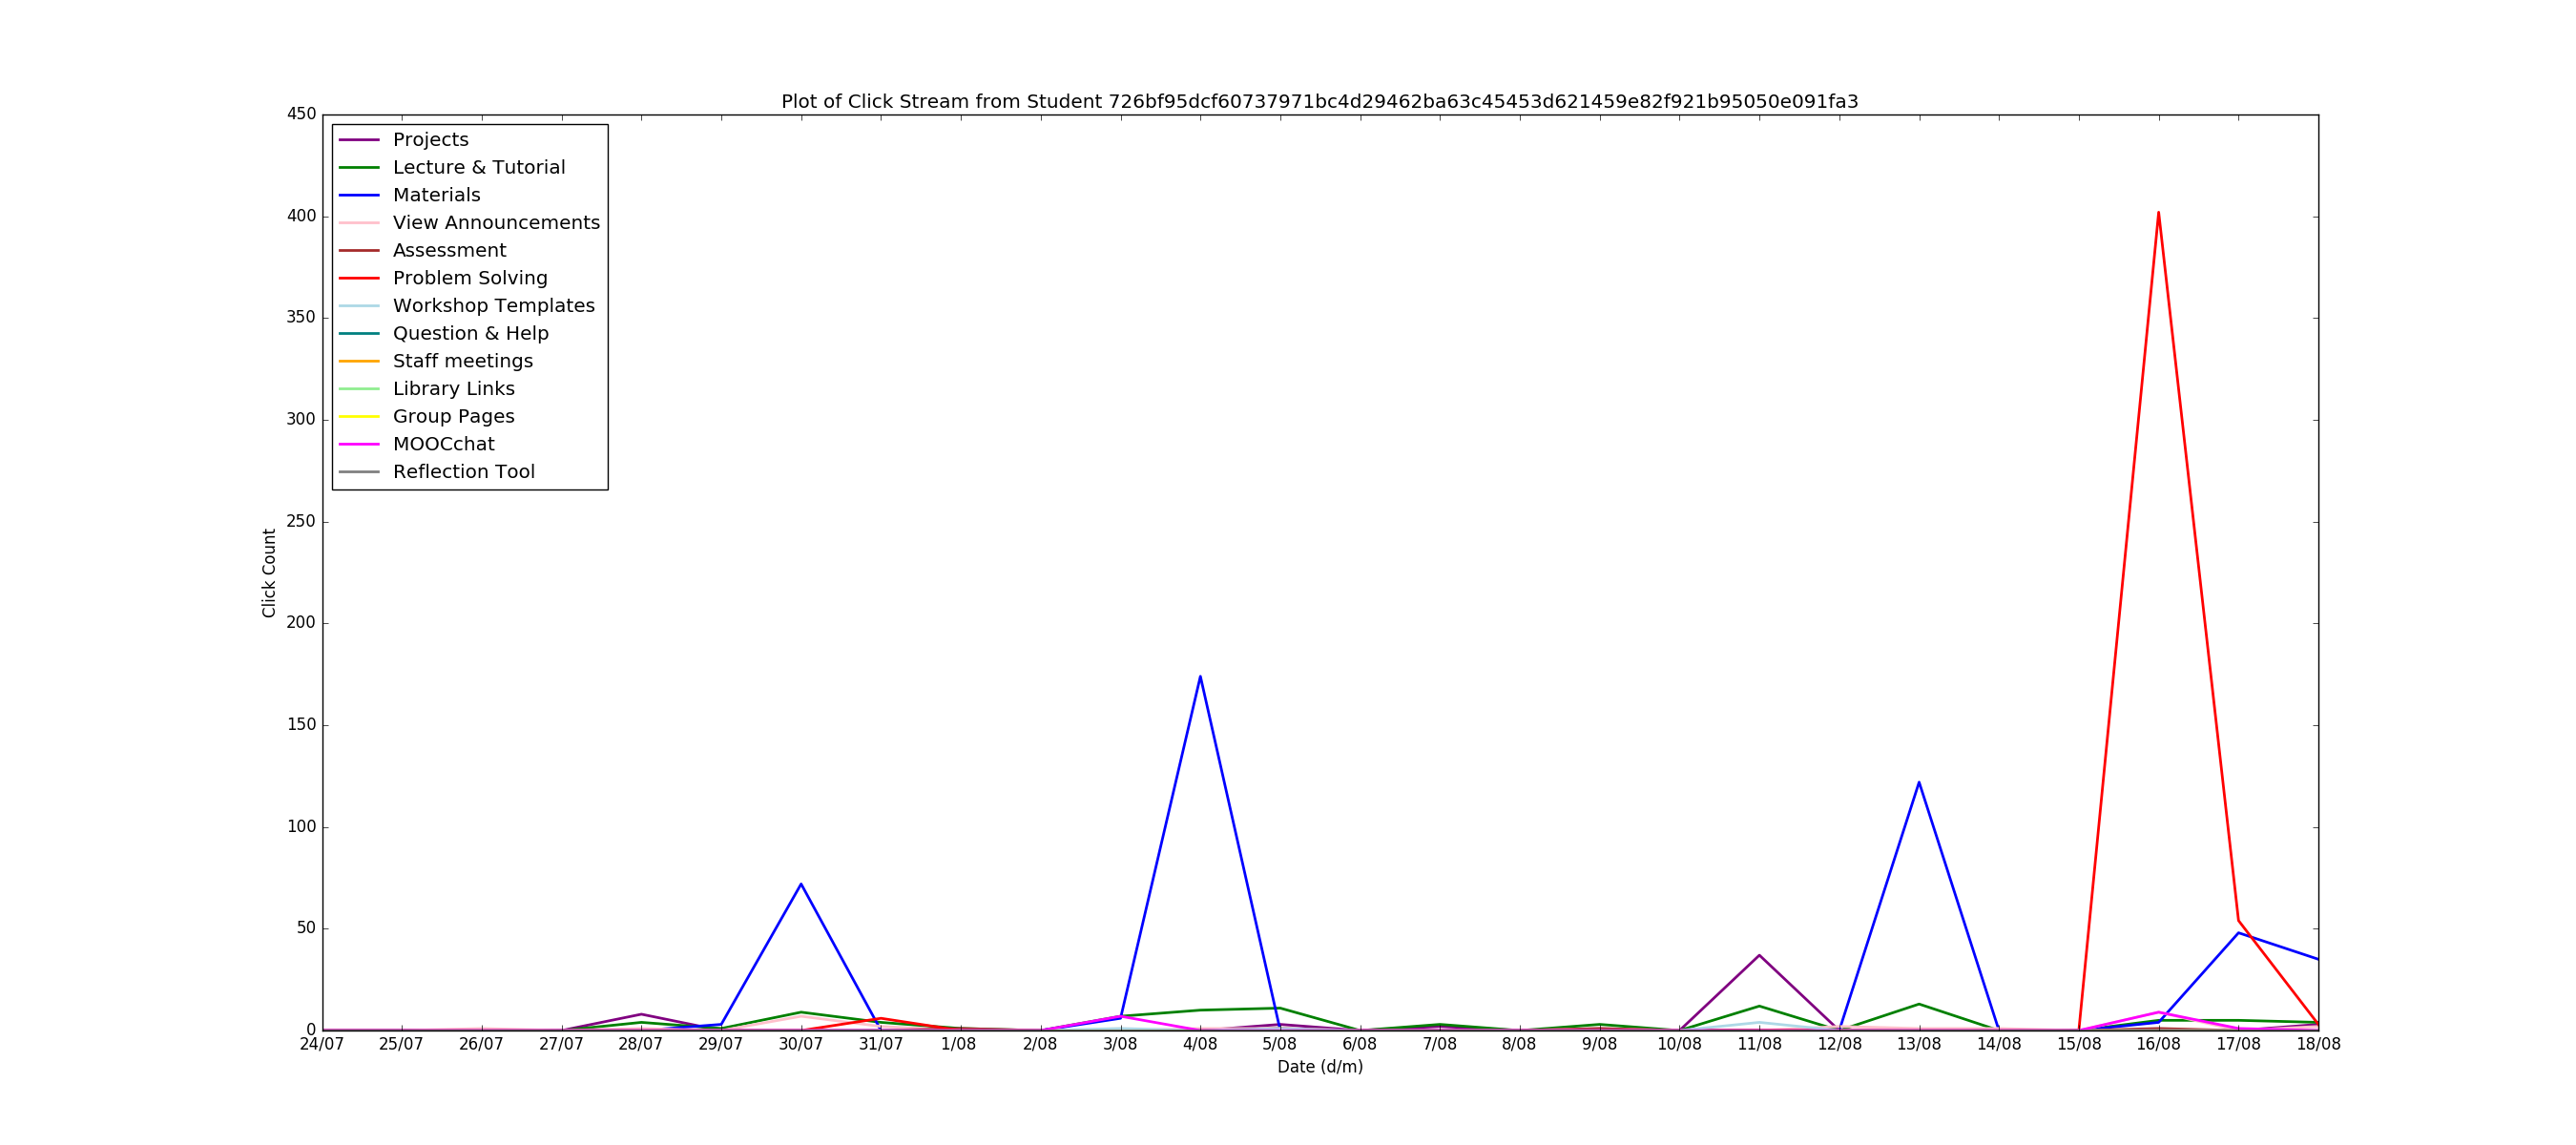 Plot of Click Stream from Student 726bf95dcf60737971bc4d29462ba63c45453d621459e82f921b95050e091fa3
450
400
350
300
250
200
150
100
50
0
Click Count
Projects
Lecture & Tutorial
Materials
View Announcements
Assessment
Problem Solving
Workshop Templates
Question & Help
Staff meetings
Library Links
Group Pages
MOOCchat
Reflection Tool
24/07 25/07 26/07 27/07 28/07 29/07 30/07 31/07 1/08 2/08 3/08 4/08 5/08 6/08 7/08 8/08 9/08 10/08 11/08 12/08 13/08 14/08 15/08 16/08 17/08 18/08
Date (d/m)